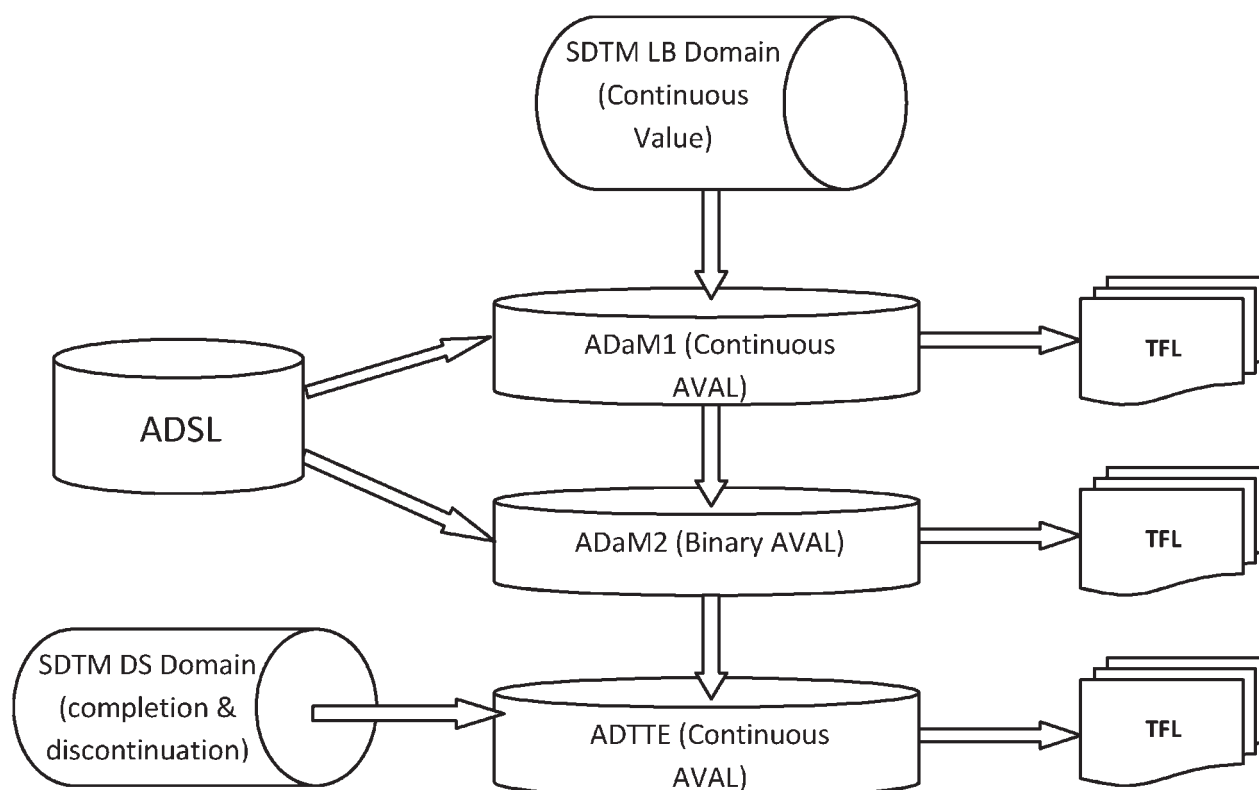 SDTM LB Domain
(Continuous
Value)
ADaM1 (Continuous
AVAL)
TFL
ADSL
ADaM2 (Binary AVAL)
TFL
SDTM DS Domain
(completion &
discontinuation)
ADTTE (Continuous
AVAL)
TFL